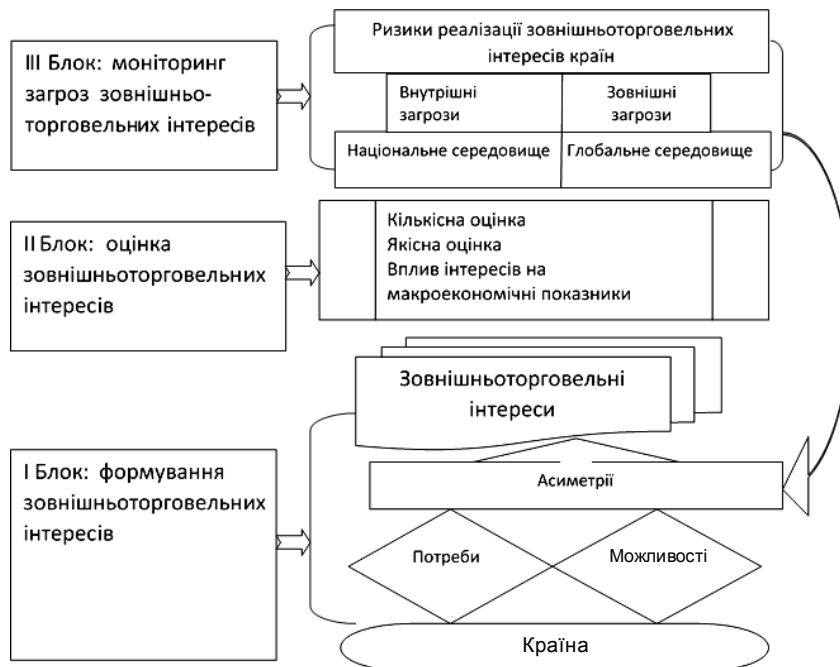 III Блок: моніторинг
загроз зовнішньо-
торговельних інтересів
Ризики реалізації зовнішньоторговельних
інтересів країн
Внутрішні
загрози
Зовнішні
загрози
Національне середовище
Глобальне середовище
II Блок: оцінка
зовнішньоторговельних
інтересів
Кількісна оцінка
Якісна оцінка
Вплив інтересів на
макроекономічні показники
I Блок: формування
зовнішньоторговельних
інтересів
Зовнішньоторговельні
інтереси
Асиметрії
Потреби
Можливості
Країна